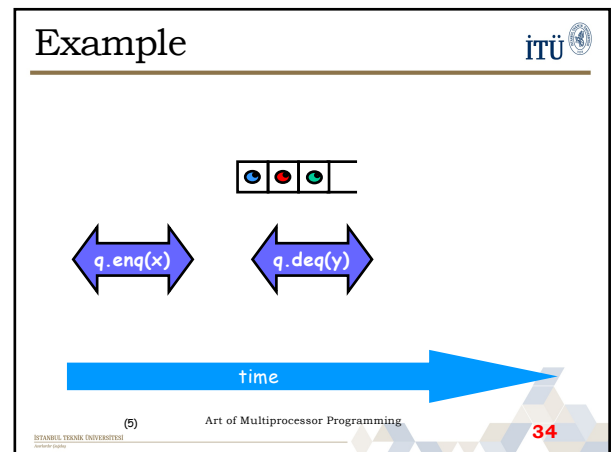 Example
İTÜ
q.enq(x) q.deq(y)
time
(5) Art of Multiprocessor Programming
34
İSTANBUL TEKNİK ÜNİVERSİTESİ